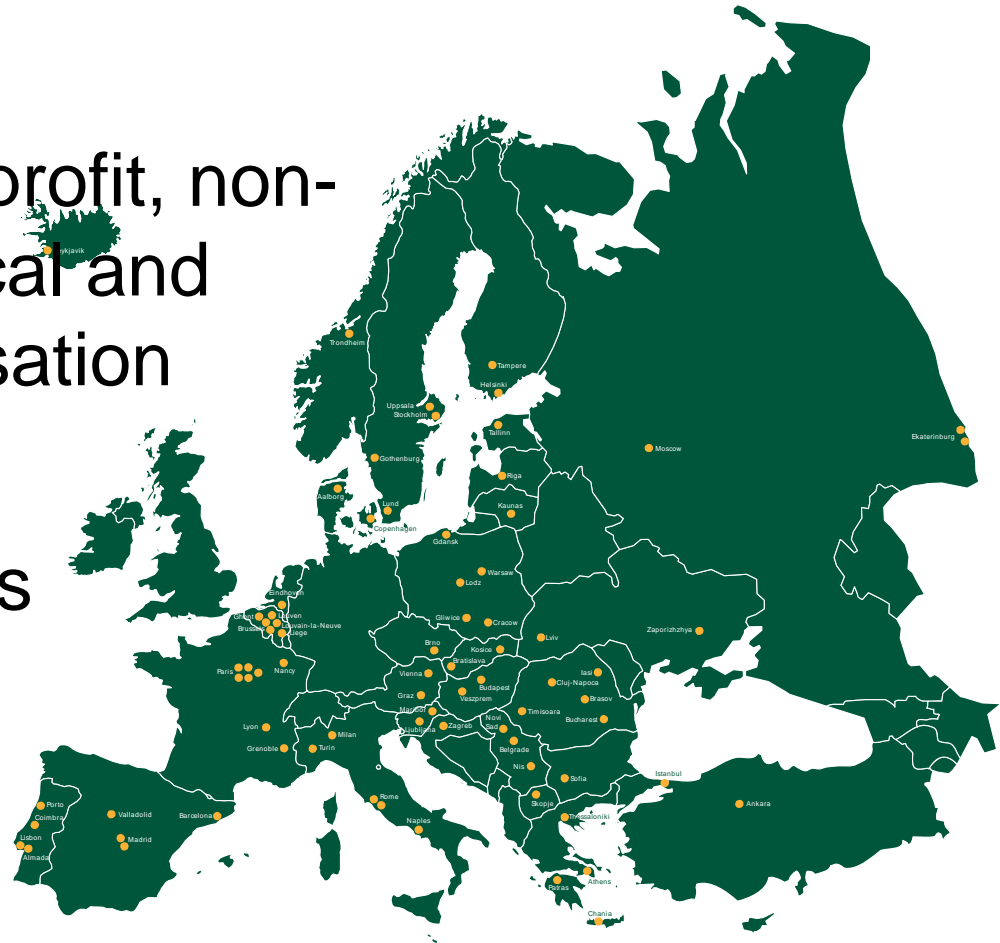 profit, non-
cal and
sation
s
eykjavik
Trondheim
Tampere
Helsinki
Uppsala
Stockholm
Tallinn
Moscow
Ekaterinburg
Gothenburg
Riga
Aalborg
Lund
Kaunas
Copenhagen
Gdansk
Warsaw
Lodz
Eindhoven
Ghent
Leuven
Gliwice
Cracow
Brussels
Louvain-la-Neuve
Liege
Zaporizhzhya
Lviv
Brno
Kosice
Bratislava
Paris
Nancy
Vienna
Iasi
Cluj-Napoca
Budapest
Graz
Veszprem
Brasov
Maribor
Timisoara
Novi
Sad
Bucharest
Lyon
Ljubljana
Zagreb
Milan
Grenoble
Turin
Belgrade
Nis
Istanbul
Sofia
Skopje
Ankara
Porto
Rome
Valladolid
Barcelona
Coimbra
Thessaloniki
Naples
Lisbon
Madrid
Almada
Athens
Patras
Chania